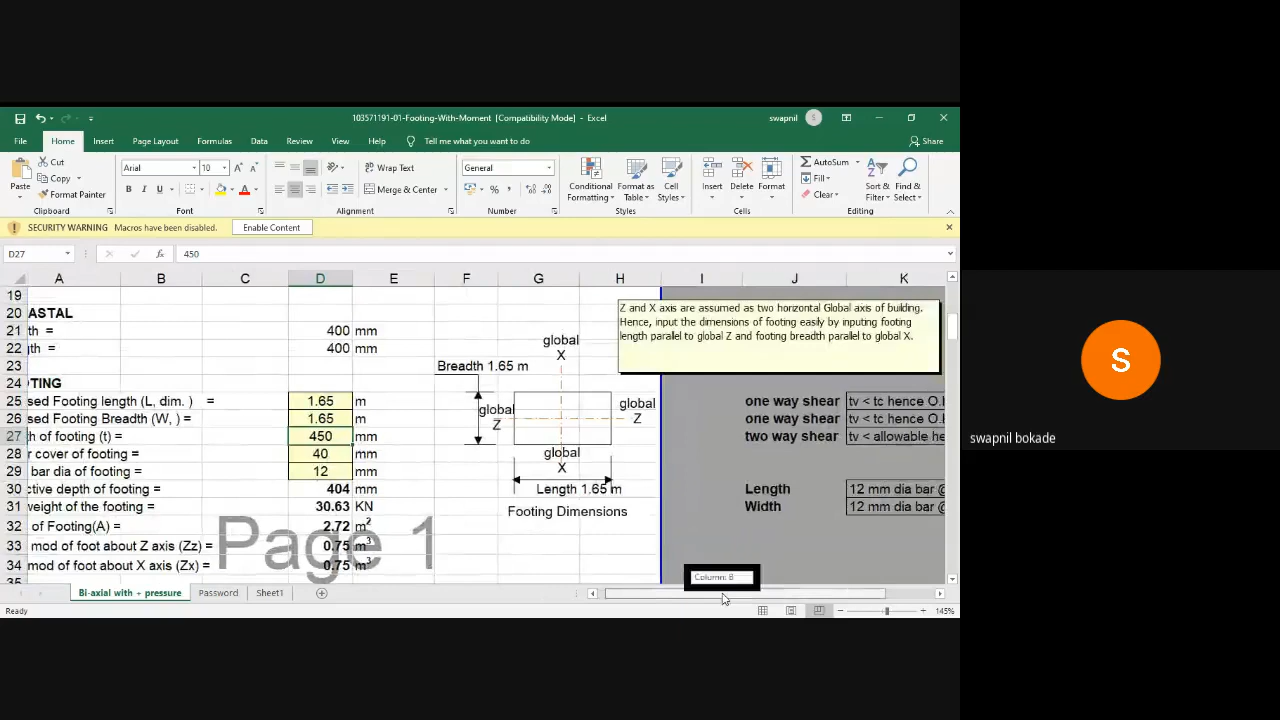 103571191-01-Footing-With-Moment [Compatibility Mode] - Excel
swapnil S
File Home Insert Page Layout Formulas Data Review View Help Tell me what you want to do Share
Paste
Cut
Copy
Format Painter
Clipboard
Arial 10
B I U
Font
Wrap Text
Merge & Center
Alignment
General
Number
Conditional Formatting
Format as Table
Cell Styles
Styles
Insert Delete Format
Cells
AutoSum
Fill
Clear
Sort & Filter
Find & Select
Editing
SECURITY WARNING Macros have been disabled. Enable Content
D27 fx 450
A B C D E F G H I J K
19
20 ASTAL
21 th = 400 mm
22 gth = 400 mm
23
24 OTING
25 sed Footing length (L, dim. ) = 1.65 m
26 sed Footing Breadth (W, ) = 1.65 m
27 th of footing (t) = 450 mm
28 r cover of footing = 40 mm
29 bar dia of footing = 12 mm
30 ctive depth of footing = 404 mm
31 weight of the footing = 30.63 KN
32 of Footing(A) = 2.72 m²
33 mod of foot about Z axis (Zz) = 0.75 m³
34 mod of foot about X axis (Zx) = 0.75 m³
35
Page 1
global
X
Breadth 1.65 m
global
Z
global
Z
global
X
Length 1.65 m
Footing Dimensions
Z and X axis are assumed as two horizontal Global axis of building.
Hence, input the dimensions of footing easily by inputing footing
length parallel to global Z and footing breadth parallel to global X.
one way shear tv < tc hence O.K
one way shear tv < tc hence O.K
two way shear tv < allowable he
Length 12 mm dia bar @
Width 12 mm dia bar @
Column: B
Bi-axial with + pressure Password Sheet1
Ready 145%
S
swapnil bokade